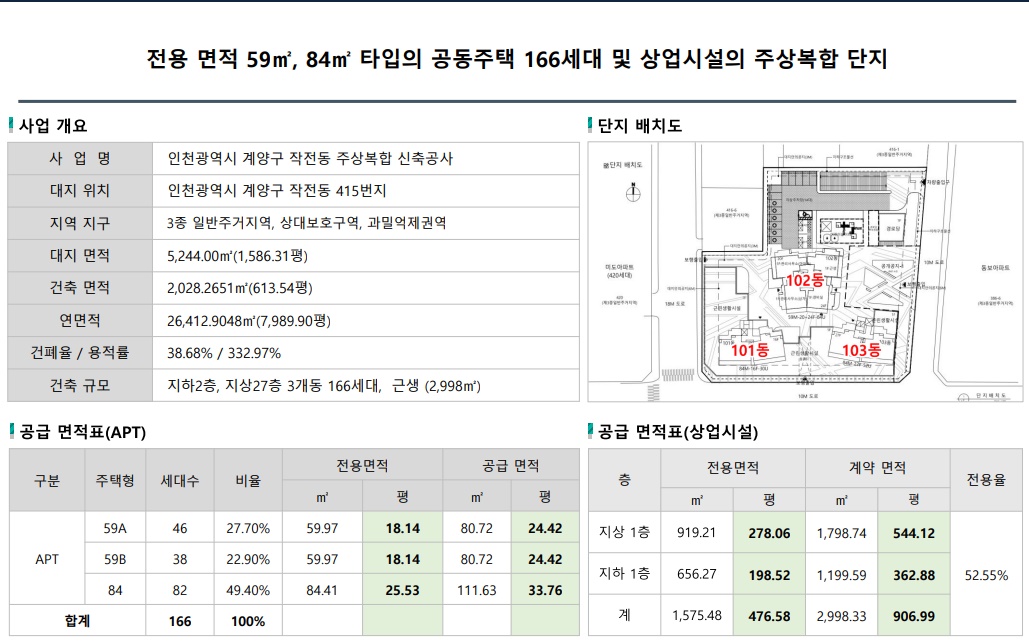 전용 면적 59㎡, 84㎡ 타입의 공동주택 166세대 및 상업시설의 주상복합 단지
사업 개요
사 업 명 인천광역시 계양구 작전동 주상복합 신축공사
대지 위치 인천광역시 계양구 작전동 415번지
지역 지구 3종 일반주거지역, 상대보호구역, 과밀억제권역
대지 면적 5,244.00㎡(1,586.31평)
건축 면적 2,028.2651㎡(613.54평)
연면적 26,412.9048㎡(7,989.90평)
건폐율 / 용적률 38.68% / 332.97%
건축 규모 지하2층, 지상27층 3개동 166세대, 근생 (2,998㎡)
단지 배치도
단지 배치도
N
미도아파트
(420세대)
동보아파트
경로당
102동
101동
103동
근린생활시설
근린생활시설
18M 도로
단지배치도
공급 면적표(APT)
구분 주택형 세대수 비율 전용면적 공급 면적
㎡ 평 ㎡ 평
APT
59A 46 27.70% 59.97 18.14 80.72 24.42
59B 38 22.90% 59.97 18.14 80.72 24.42
84 82 49.40% 84.41 25.53 111.63 33.76
합계 166 100%
공급 면적표(상업시설)
층 전용면적 계약 면적 전용율
㎡ 평 ㎡ 평
지상 1층 919.21 278.06 1,798.74 544.12
지하 1층 656.27 198.52 1,199.59 362.88 52.55%
계 1,575.48 476.58 2,998.33 906.99